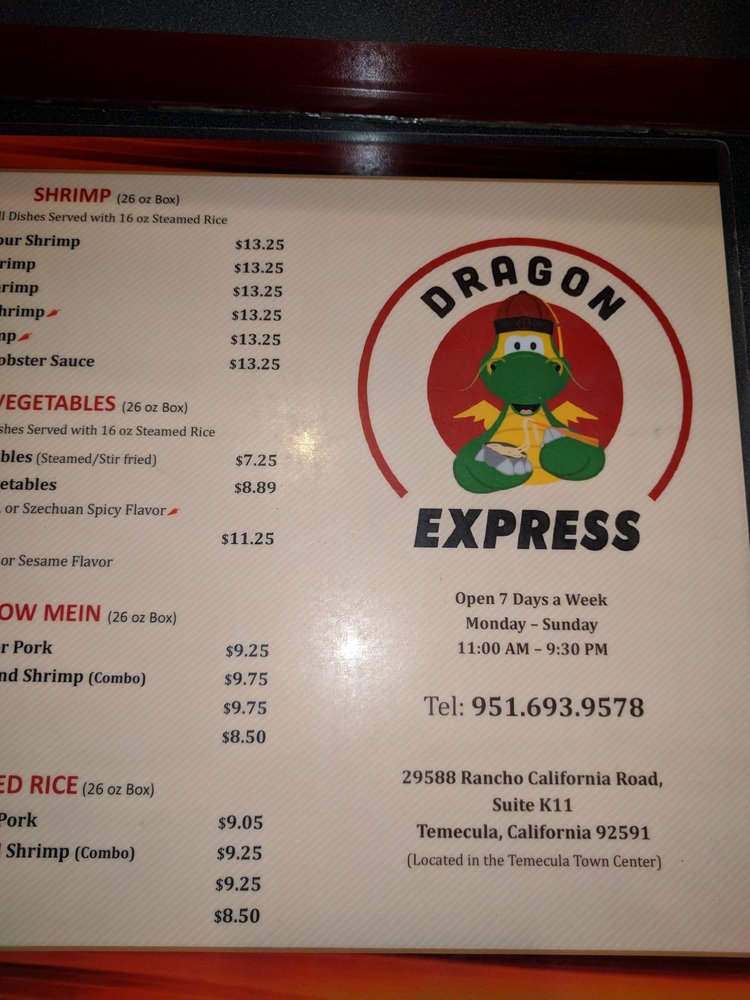 SHRIMP (26 oz Box)
ll Dishes Served with 16 oz Steamed Rice
our Shrimp $13.25
rimp $13.25
hrimp $13.25
hrimp $13.25
mp $13.25
obster Sauce $13.25
VEGETABLES (26 oz Box)
shes Served with 16 oz Steamed Rice
bles (Steamed/Stir fried) $7.25
etables $8.89
, or Szechuan Spicy Flavor
$11.25
or Sesame Flavor
OW MEIN (26 oz Box)
r Pork $9.25
nd Shrimp (Combo) $9.75
$9.75
$8.50
ED RICE (26 oz Box)
Pork $9.05
l Shrimp (Combo) $9.25
$9.25
$8.50
DRAGON
EXPRESS
Open 7 Days a Week
Monday – Sunday
11:00 AM – 9:30 PM
Tel: 951.693.9578
29588 Rancho California Road,
Suite K11
Temecula, California 92591
(Located in the Temecula Town Center)